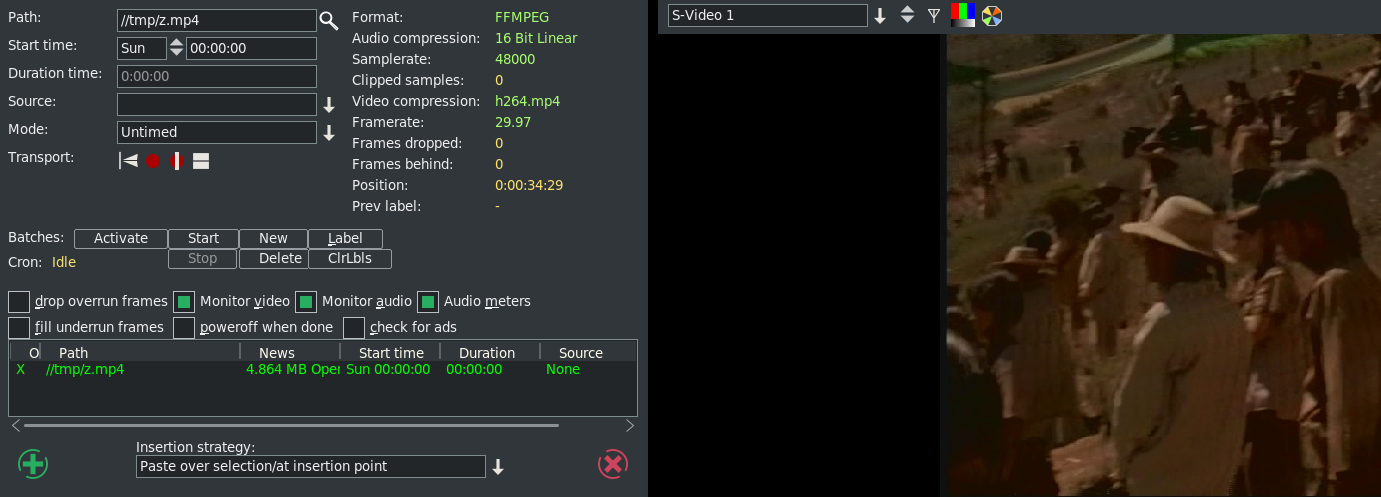 Path: //tmp/z.mp4
Start time: Sun 00:00:00
Duration time: 0:00:00
Source:
Mode: Untimed
Transport:
Format: FFMPEG
Audio compression: 16 Bit Linear
Samplerate: 48000
Clipped samples: 0
Video compression: h264.mp4
Framerate: 29.97
Frames dropped: 0
Frames behind: 0
Position: 0:00:34:29
Prev label: -
S-Video 1
Batches: Activate Start New Label
Cron: Idle Stop Delete ClrLbls
drop overrun frames Monitor video Monitor audio Audio meters
fill underrun frames poweroff when done check for ads
O Path News Start time Duration Source
X //tmp/z.mp4 4.864 MB Oper Sun 00:00:00 00:00:00 None
Insertion strategy:
Paste over selection/at insertion point